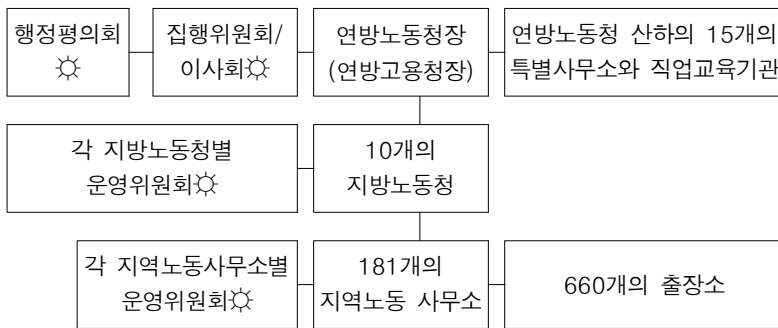 행정평의회
☼
집행위원회/
이사회☼
연방노동청장
(연방고용청장)
연방노동청 산하의 15개의
특별사무소와 직업교육기관
각 지방노동청별
운영위원회☼
10개의
지방노동청
각 지역노동사무소별
운영위원회☼
181개의
지역노동 사무소
660개의 출장소